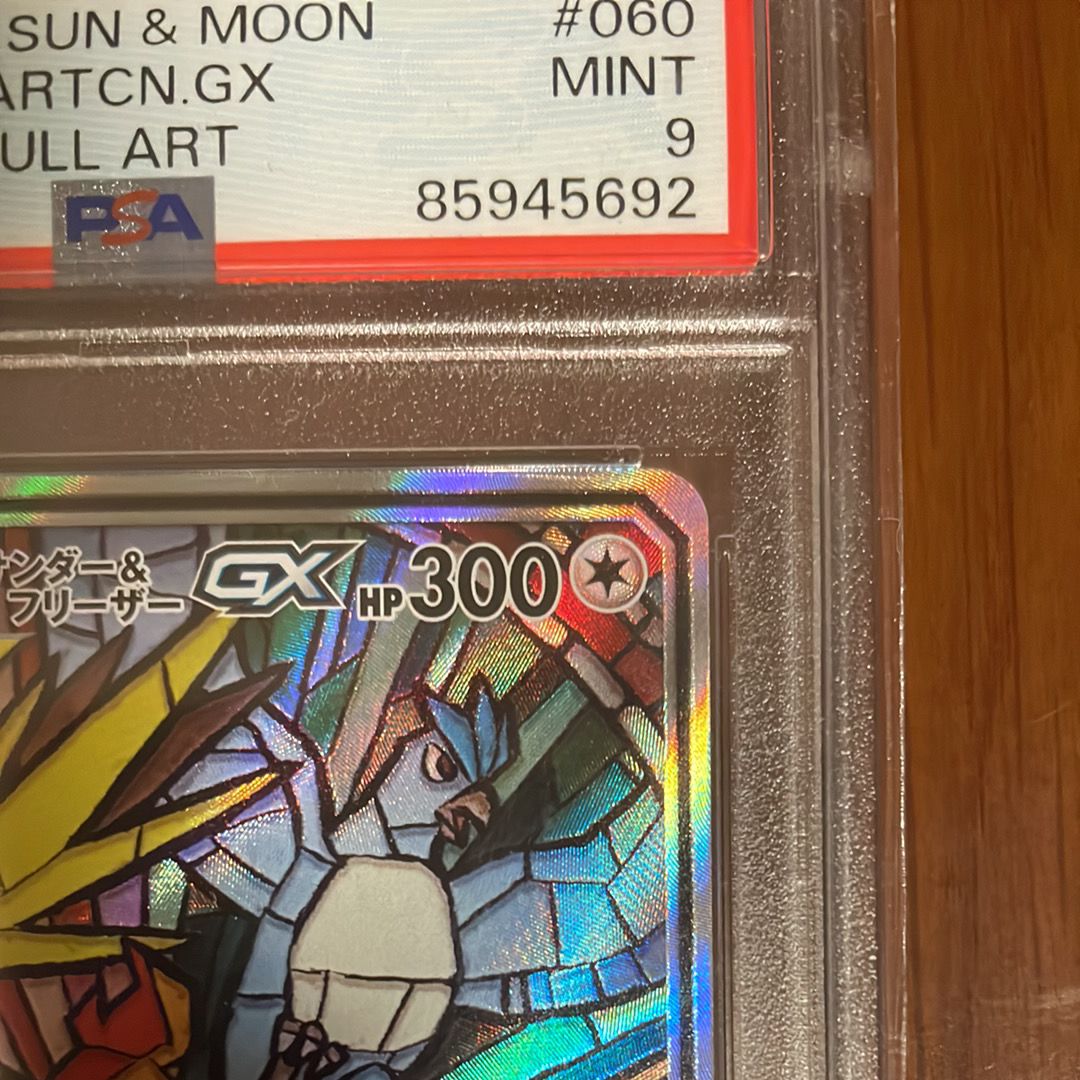 SUN & MOON #060
ARTCN.GX MINT
ULL ART 9
PSA 85945692
ンダー&
フリーザー GX HP 300